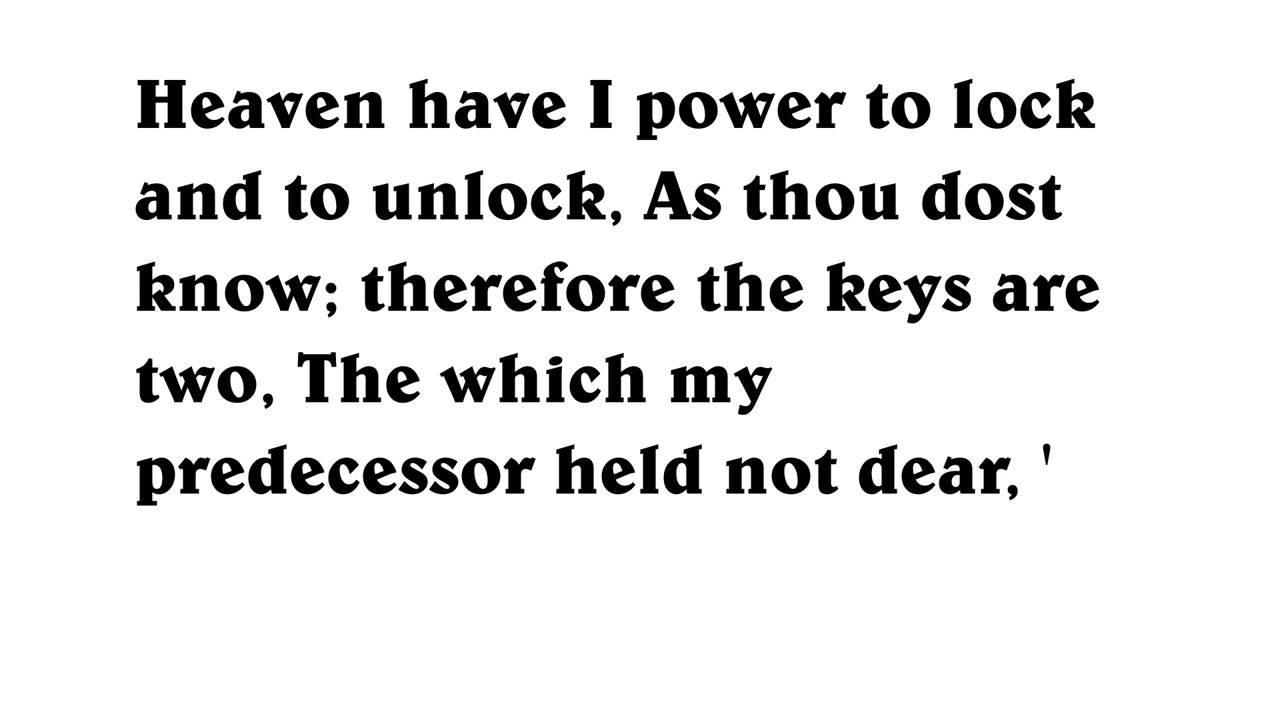 Heaven have I power to lock
and to unlock, As thou dost
know; therefore the keys are
two, The which my
predecessor held not dear, '